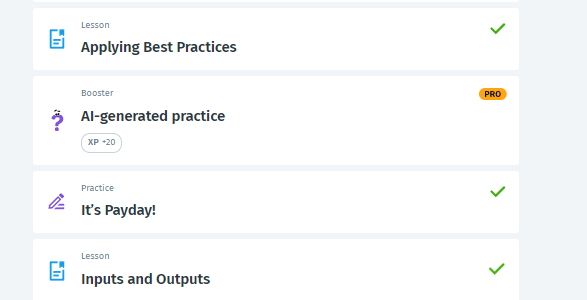 Lesson
Applying Best Practices
Booster
PRO
AI-generated practice
XP +20
Practice
It's Payday!
Lesson
Inputs and Outputs